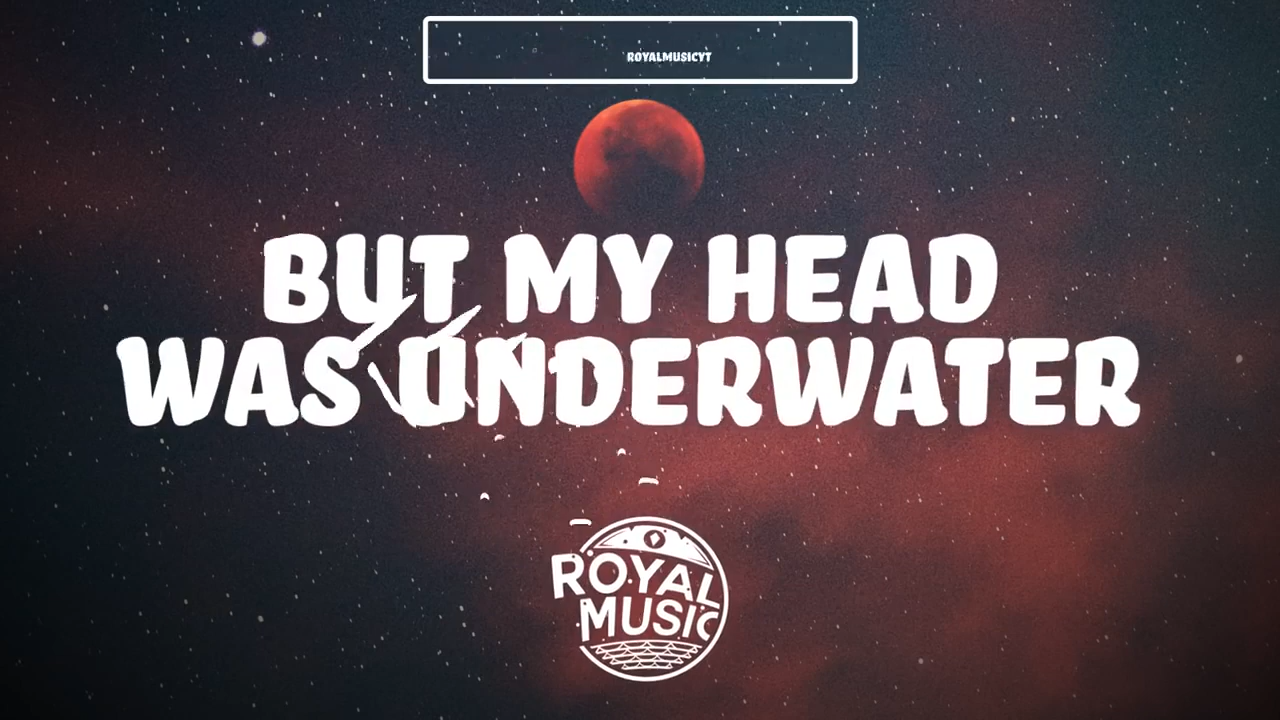 ROYALMUSICYT
BUT MY HEAD
WAS UNDERWATER
ROYAL
MUSIC